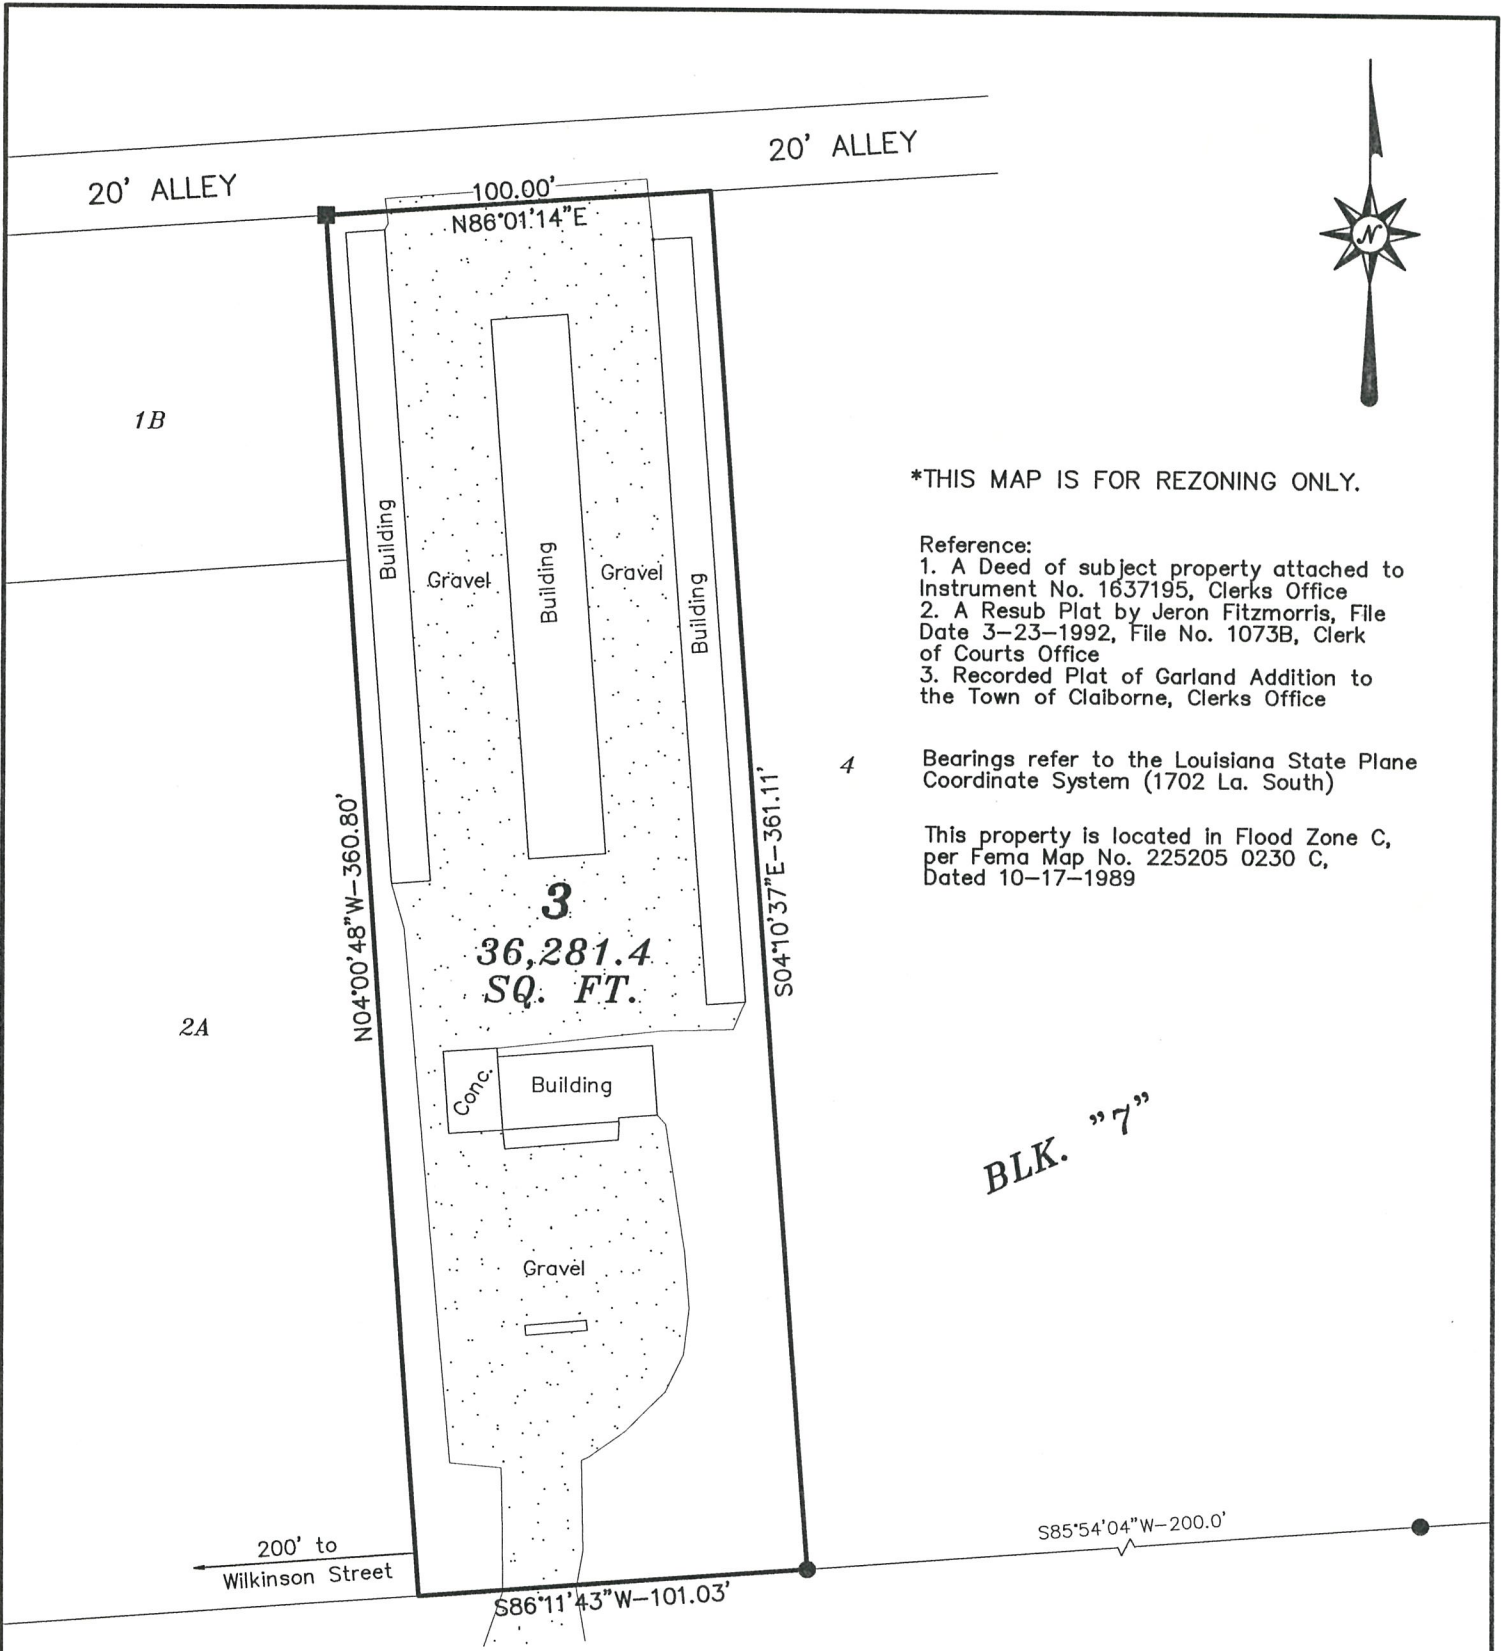 20' ALLEY
20' ALLEY
100.00'
N86°01'14"E
N
1B
*THIS MAP IS FOR REZONING ONLY.
Reference:
1. A Deed of subject property attached to
Instrument No. 1637195, Clerks Office
2. A Resub Plat by Jeron Fitzmorris, File
Date 3-23-1992, File No. 1073B, Clerk
of Courts Office
3. Recorded Plat of Garland Addition to
the Town of Claiborne, Clerks Office
Building
Gravel
Building
Gravel
Building
4
Bearings refer to the Louisiana State Plane
Coordinate System (1702 La. South)
This property is located in Flood Zone C,
per Fema Map No. 225205 0230 C,
Dated 10-17-1989
N04°00'48"W-360.80'
S04°10'37"E-361.11'
3
36,281.4
SQ. FT.
2A
Conc.
Building
BLK. "7"
Gravel
200' to
Wilkinson Street
S85°54'04"W-200.0'
S86°11'43"W-101.03'